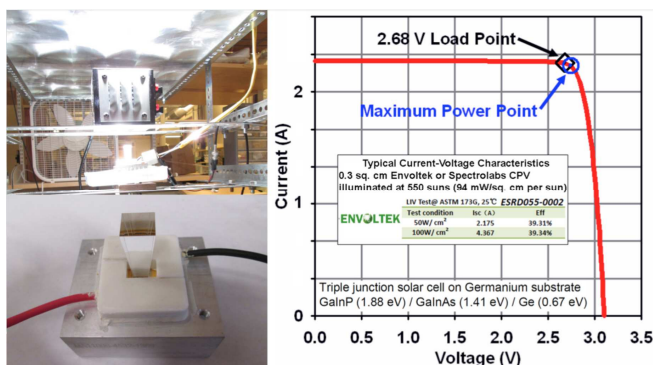 2.68 V Load Point
Maximum Power Point
Current (A)
2
1
0
Typical Current-Voltage Characteristics
0.3 sq. cm Envoltek or Spectrolabs CPV
illuminated at 550 suns (94 mW/sq. cm per sun)
LIV Test@ ASTM 173G, 25℃ ESRD055-0002
ENVOLTEK
Test condition Isc (A) Eff
50W/ cm² 2.175 39.31%
100W/ cm² 4.367 39.34%
Triple junction solar cell on Germanium substrate
GaInP (1.88 eV) / GaInAs (1.41 eV) / Ge (0.67 eV)
0.0 0.5 1.0 1.5 2.0 2.5 3.0 3.5
Voltage (V)